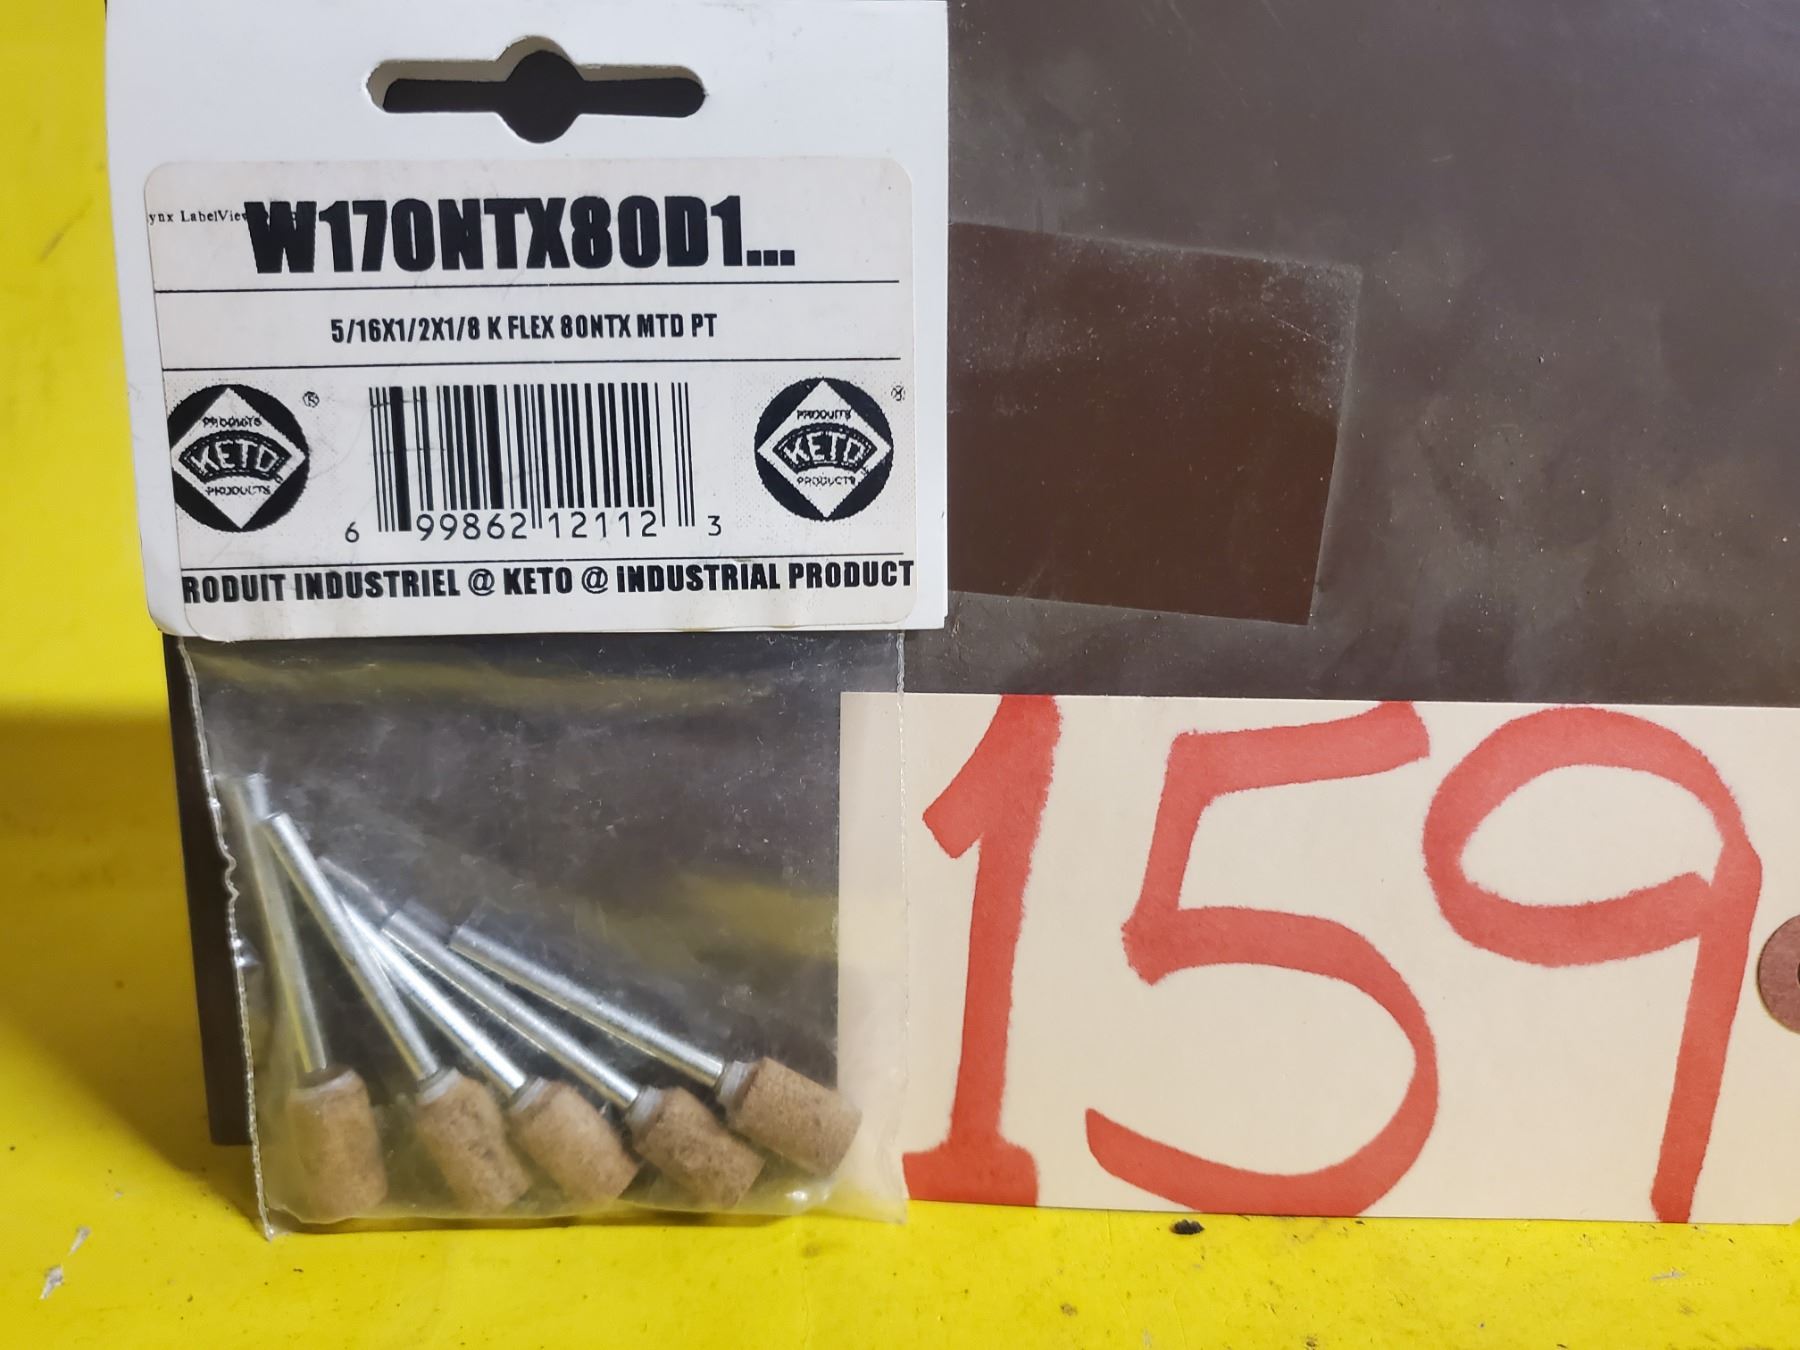 ynx LabelVie
W170NTX80D1...
5/16X1/2X1/8 K FLEX 80NTX MTD PT
PRODUITS
KETO
PRODUCTS
®
6 99862 12112 3
PRODUITS
KETO
PRODUCTS
®
RODUIT INDUSTRIEL @ KETO @ INDUSTRIAL PRODUCT
159